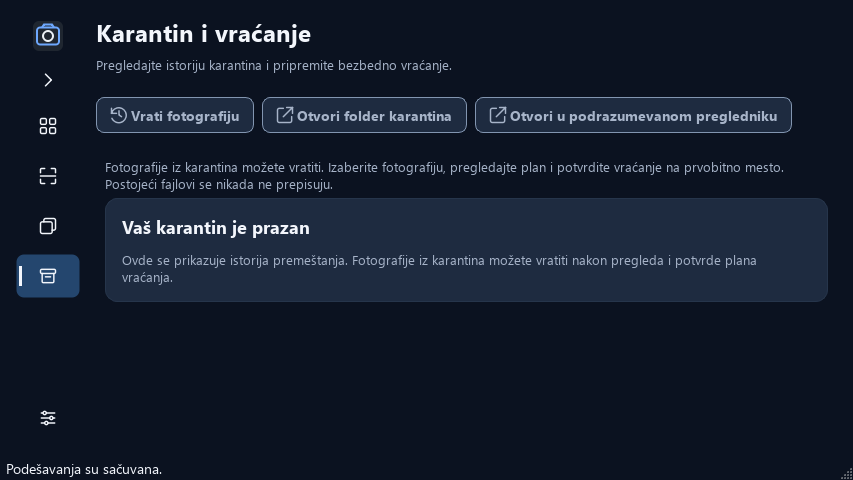 Karantin i vraćanje
Pregledajte istoriju karantina i pripremite bezbedno vraćanje.
Vrati fotografiju
Otvori folder karantina
Otvori u podrazumevanom pregledniku
Fotografije iz karantina možete vratiti. Izaberite fotografiju, pregledajte plan i potvrdite vraćanje na prvobitno mesto.
Postojeći fajlovi se nikada ne prepisuju.
Vaš karantin je prazan
Ovde se prikazuje istorija premeštanja. Fotografije iz karantina možete vratiti nakon pregleda i potvrde plana
vraćanja.
Podešavanja su sačuvana.